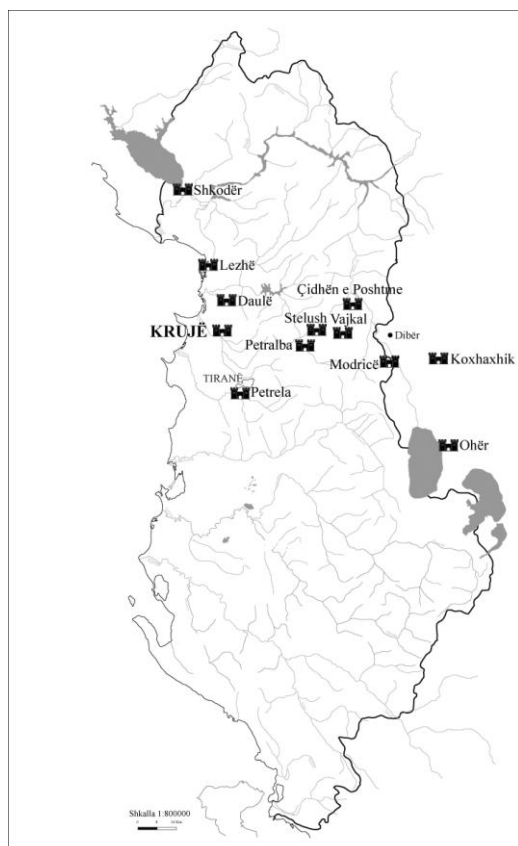 Shkodër
Lezhë
Daulë
Çidhën e Poshtme
Stelush Vajkal
KRUJË
Dibër
Petralba
Modricë
Koxhaxhik
TIRANË
Petrela
Ohër
Shkalla 1:800000